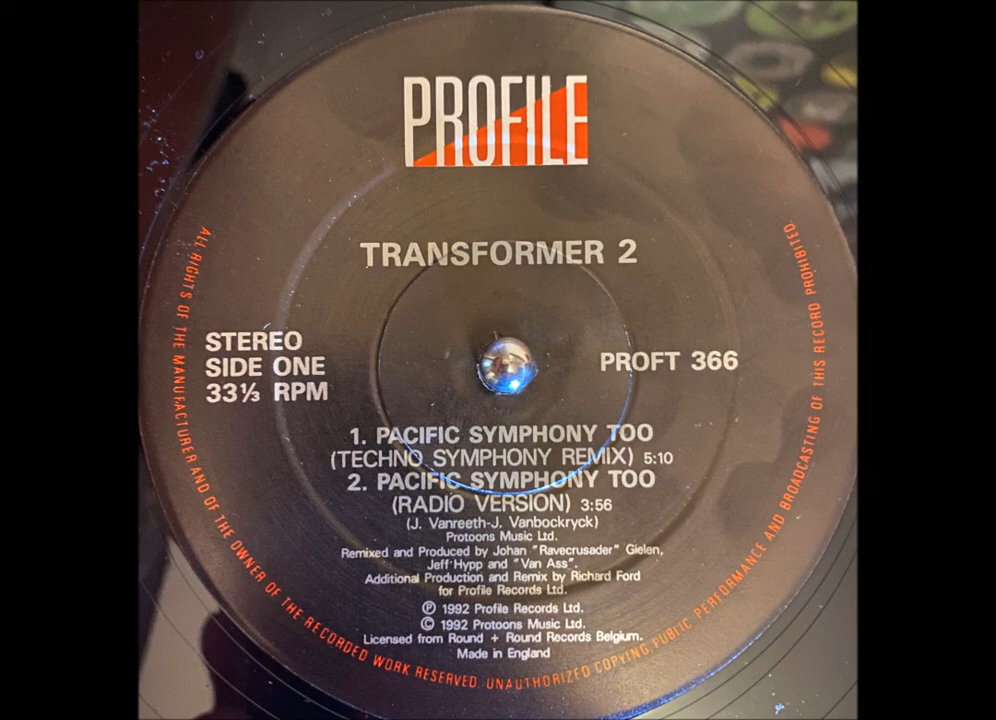 PROFILE
TRANSFORMER 2
STEREO
SIDE ONE
33⅓ RPM
PROFT 366
1. PACIFIC SYMPHONY TOO
(TECHNO SYMPHONY REMIX) 5:10
2. PACIFIC SYMPHONY TOO
(RADIO VERSION) 3:56
(J. Vanreeth-J. Vanbockryck)
Protoons Music Ltd.
Remixed and Produced by Johan "Ravecrusader" Gielen,
Jeff Hypp and "Van Ass".
Additional Production and Remix by Richard Ford
for Profile Records Ltd.
℗ 1992 Profile Records Ltd.
© 1992 Protoons Music Ltd.
Licensed from Round + Round Records Belgium.
Made in England
ALL RIGHTS OF THE MANUFACTURER AND OF THE OWNER OF THE RECORDED WORK RESERVED. UNAUTHORIZED COPYING, PUBLIC PERFORMANCE AND BROADCASTING OF THIS RECORD PROHIBITED